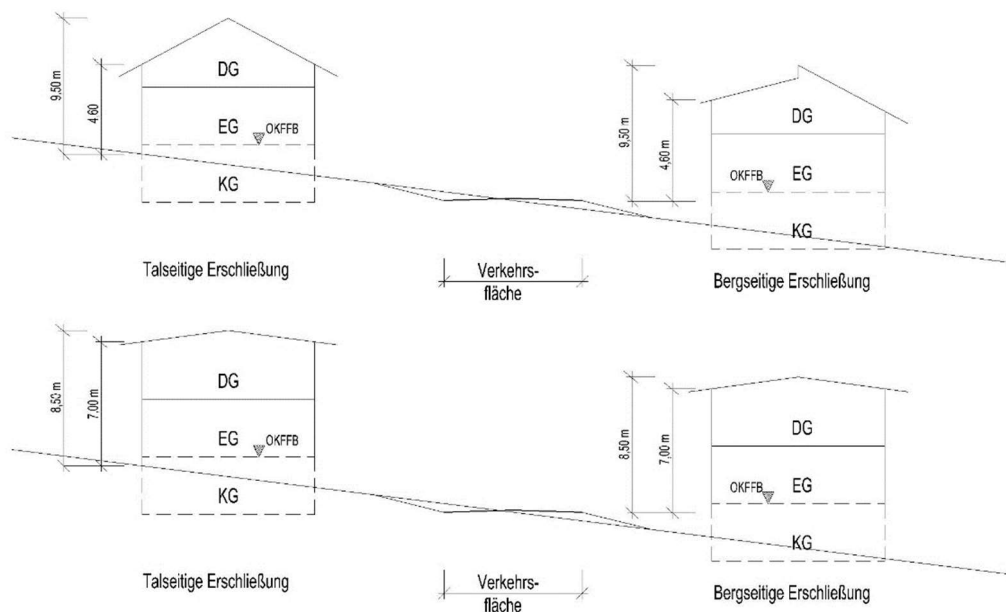 9,50 m
4.60
DG
EG
OKFFB
KG
Talseitige Erschließung
Verkehrs-
fläche
9,50 m
4,60 m
DG
OKFFB
EG
KG
Bergseitige Erschließung
8,50 m
7.00 m
DG
EG
OKFFB
KG
Talseitige Erschließung
Verkehrs-
fläche
8,50 m
7,00 m
DG
OKFFB
EG
KG
Bergseitige Erschließung